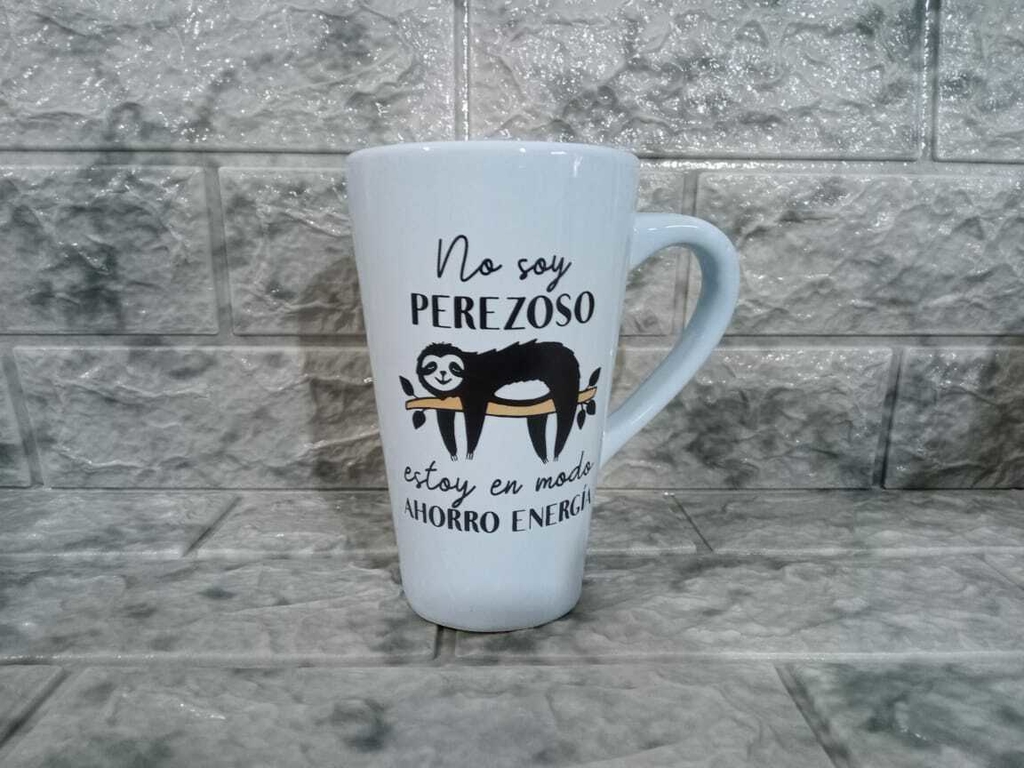 No soy
PEREZOSO
estoy en modo
AHORRO ENERGÍA